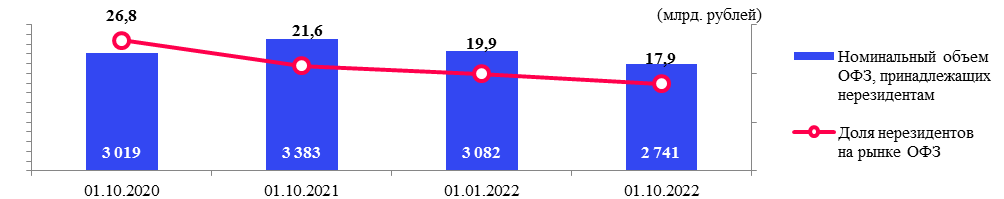 26,8
(млрд. рублей)
21,6
19,9
17,9
3 019
3 383
3 082
2 741
01.10.2020
01.10.2021
01.01.2022
01.10.2022
Номинальный объем
ОФЗ, принадлежащих
нерезидентам
Доля нерезидентов
на рынке ОФЗ